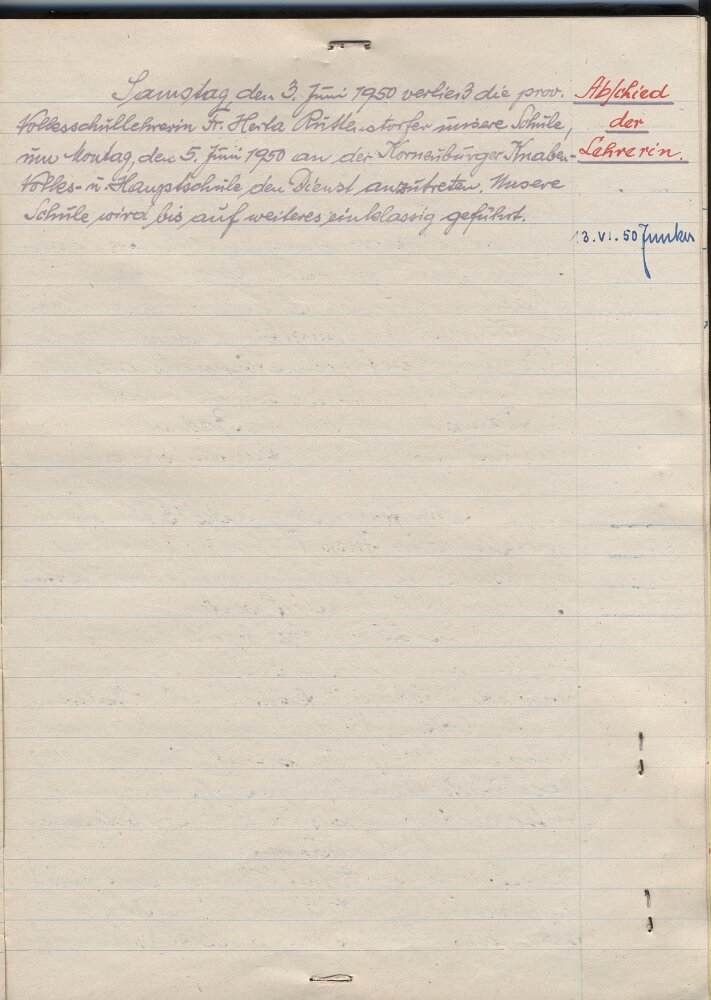 Samstag, den 3. Juni 1950 verließ die prov.
Volksschullehrerin Fr. Herta Rüttenstorfer unsere Schule,
um Montag, den 5. Juni 1950 an der Korneuburger Knaben-
Volks- u. Hauptschule den Dienst anzutreten. Unsere
Schule wird bis auf weiteres einklassig geführt.
Abschied
der
Lehrerin.
13. VI. 50 Junker